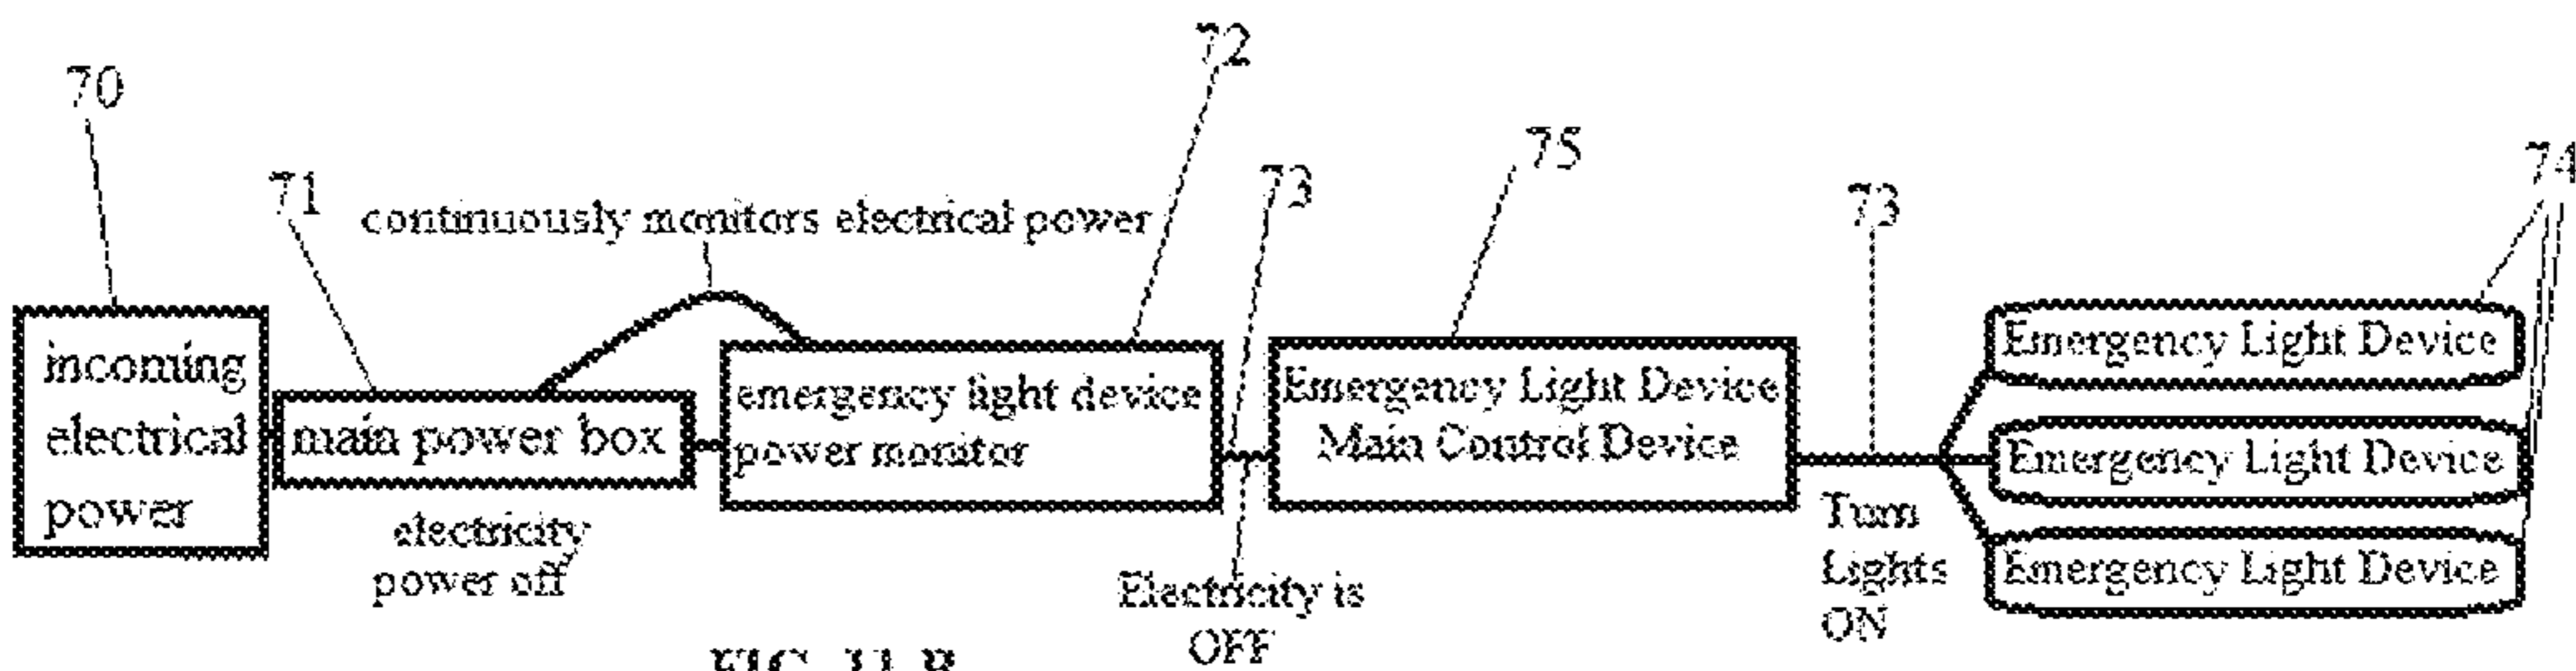 70
71
72
73
75
73
74
continuously monitors electrical power
incoming
electrical
power
main power box
electricity
power off
emergency light device
power monitor
Electricity is
OFF
Emergency Light Device
Main Control Device
Turn
Lights
ON
Emergency Light Device
Emergency Light Device
Emergency Light Device
FIG. 11-B